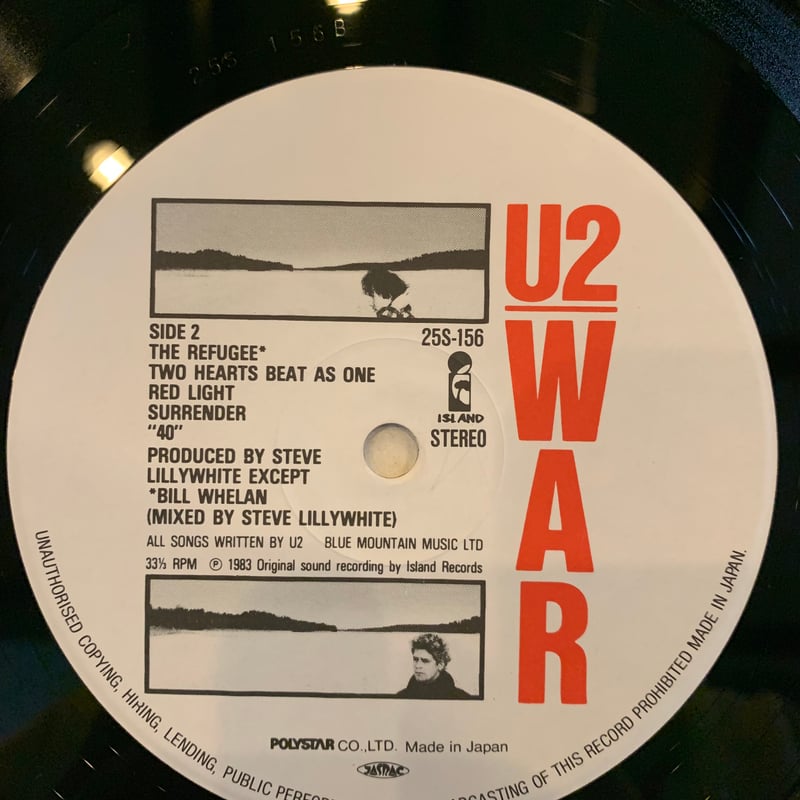 25S-156B
U2
WAR
SIDE 2
25S-156
THE REFUGEE*
TWO HEARTS BEAT AS ONE
RED LIGHT
SURRENDER
"40"
ISLAND
STEREO
PRODUCED BY STEVE
LILLYWHITE EXCEPT
*BILL WHELAN
(MIXED BY STEVE LILLYWHITE)
ALL SONGS WRITTEN BY U2 BLUE MOUNTAIN MUSIC LTD
33⅓ RPM Ⓟ 1983 Original sound recording by Island Records
POLYSTAR CO.,LTD. Made in Japan
JASRAC
UNAUTHORISED COPYING, HIRING, LENDING, PUBLIC OF THIS RECORD PROHIBITED MADE IN JAPAN.